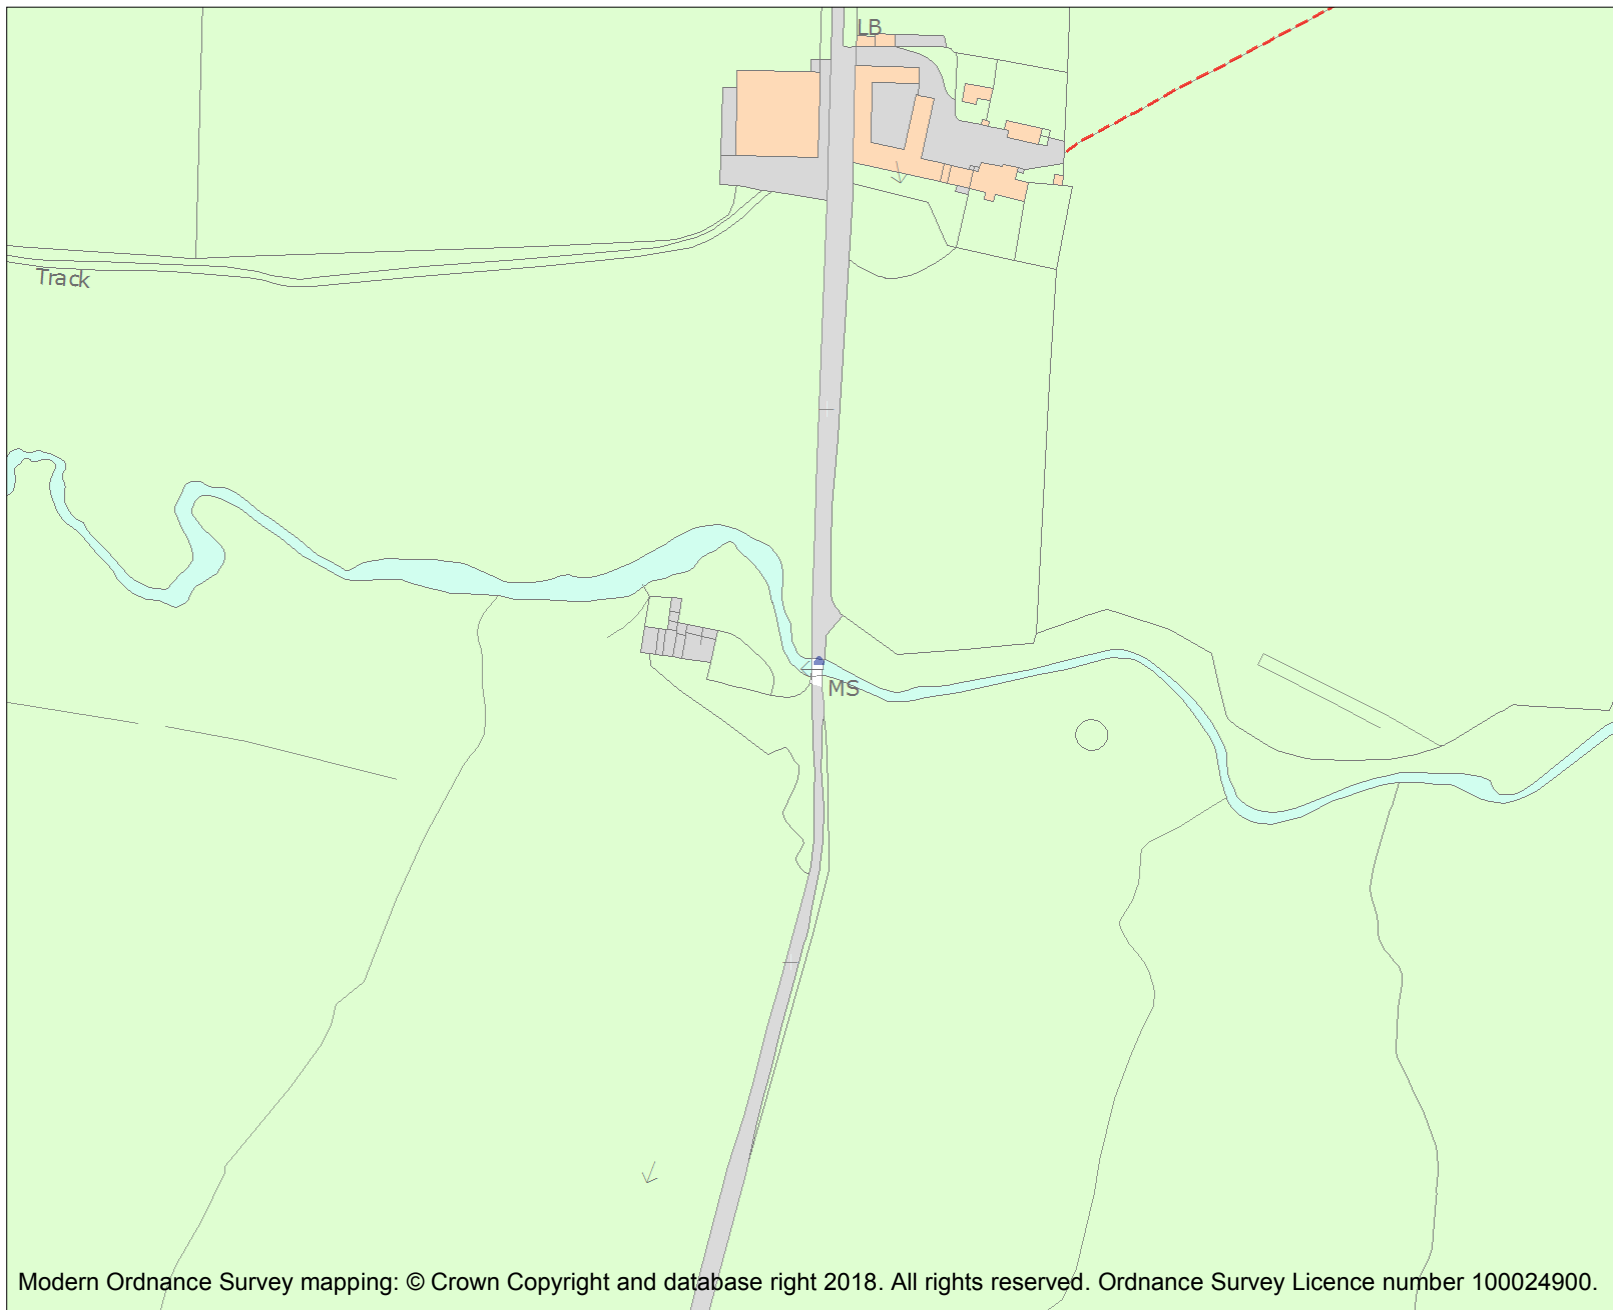 LB
Track
MS
Modern Ordnance Survey mapping: © Crown Copyright and database right 2018. All rights reserved. Ordnance Survey Licence number 100024900.